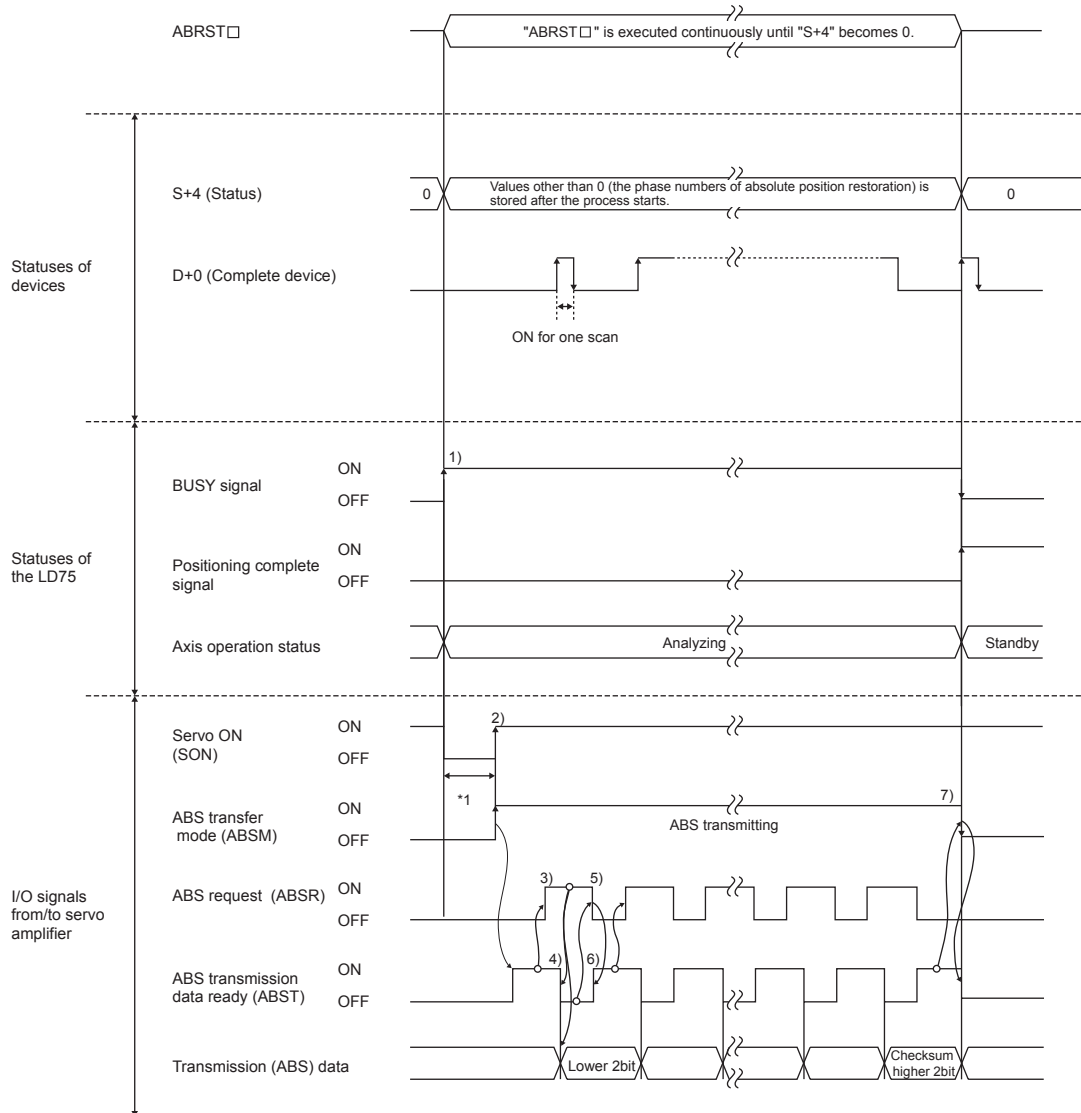 ABRST□
"ABRST□" is executed continuously until "S+4" becomes 0.
S+4 (Status)
0
Values other than 0 (the phase numbers of absolute position restoration) is
stored after the process starts.
0
Statuses of
devices
D+0 (Complete device)
ON for one scan
BUSY signal
ON
OFF
1)
Statuses of
the LD75
Positioning complete
signal
ON
OFF
Axis operation status
Analyzing
Standby
Servo ON
(SON)
ON
OFF
2)
*1
ABS transfer
mode (ABSM)
ON
OFF
ABS transmitting
7)
I/O signals
from/to servo
amplifier
ABS request (ABSR)
ON
OFF
3)
5)
ABS transmission
data ready (ABST)
ON
OFF
4)
6)
Transmission (ABS) data
Lower 2bit
Checksum
higher 2bit